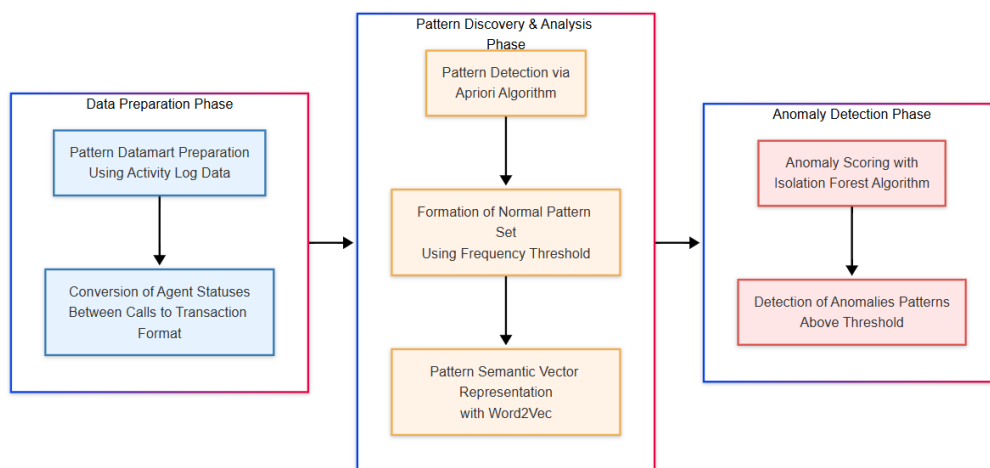 Data Preparation Phase
Pattern Datamart Preparation
Using Activity Log Data
Conversion of Agent Statuses
Between Calls to Transaction
Format
Pattern Discovery & Analysis
Phase
Pattern Detection via
Apriori Algorithm
Formation of Normal Pattern
Set
Using Frequency Threshold
Pattern Semantic Vector
Representation
with Word2Vec
Anomaly Detection Phase
Anomaly Scoring with
Isolation Forest Algorithm
Detection of Anomalies Patterns
Above Threshold